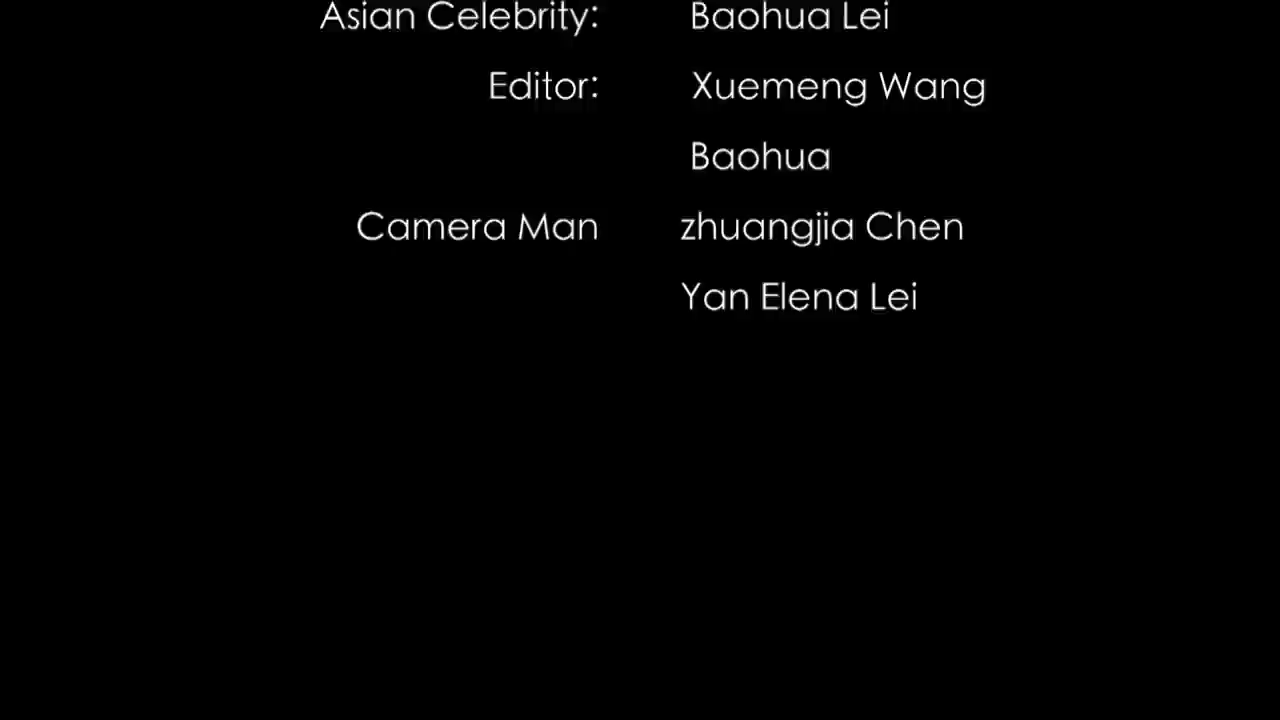 Asian Celebrity: Baohua Lei
Editor: Xuemeng Wang
Baohua
Camera Man zhuangjia Chen
Yan Elena Lei